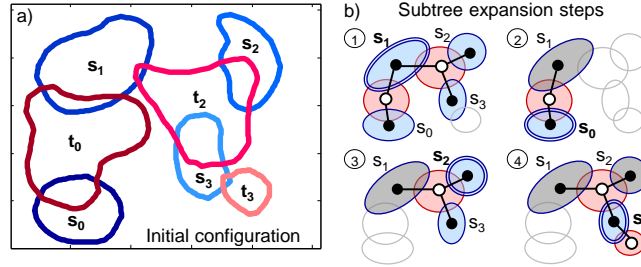 a)
s1
s2
t2
t0
s3
t3
s0
Initial configuration
b) Subtree expansion steps
1
s1
s2
s3
s0
2
s1
s0
3
s1
s2
s3
4
s1
s2
s